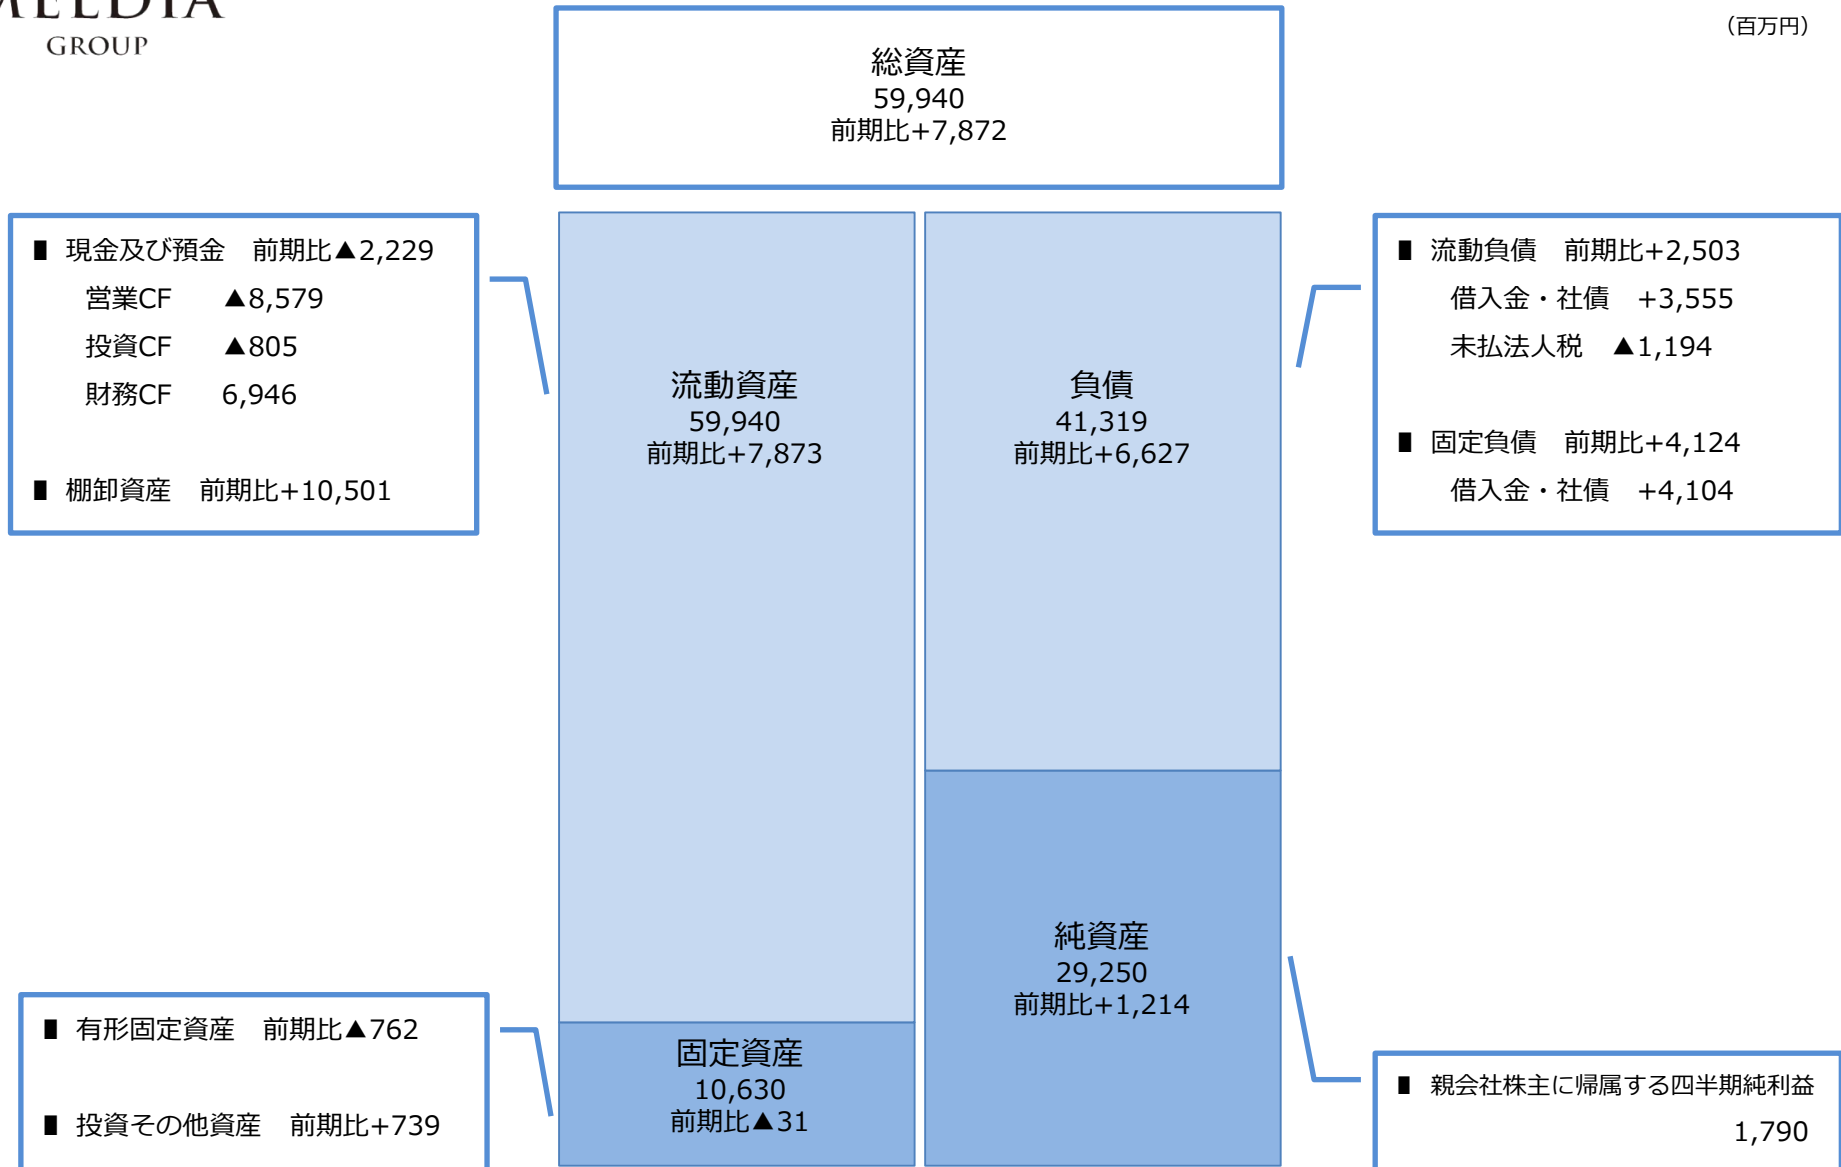 MELDIA
GROUP
（百万円）
総資産
59,940
前期比+7,872
■ 現金及び預金　前期比▲2,229
営業CF　▲8,579
投資CF　▲805
財務CF　6,946
■ 棚卸資産　前期比+10,501
流動資産
59,940
前期比+7,873
負債
41,319
前期比+6,627
■ 流動負債　前期比+2,503
借入金・社債　+3,555
未払法人税　▲1,194
■ 固定負債　前期比+4,124
借入金・社債　+4,104
■ 有形固定資産　前期比▲762
■ 投資その他資産　前期比+739
固定資産
10,630
前期比▲31
純資産
29,250
前期比+1,214
■ 親会社株主に帰属する四半期純利益
1,790